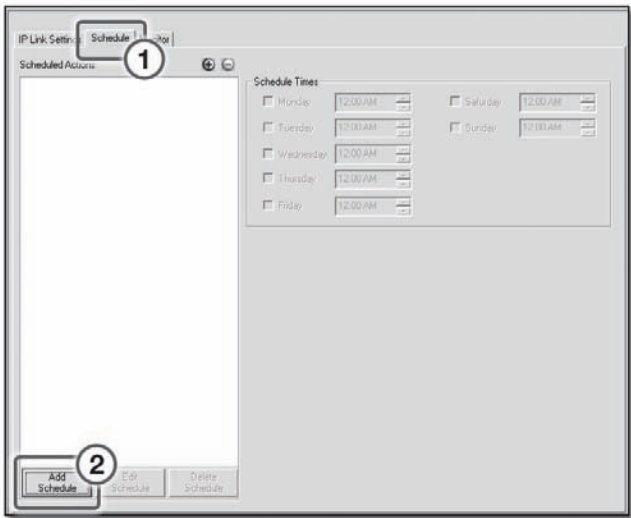 IP Link Settings Schedule Monitor
1
Scheduled Actions
Schedule Times
Monday 12:00 AM Saturday 12:00 AM
Tuesday 12:00 AM Sunday 12:00 AM
Wednesday 12:00 AM
Thursday 12:00 AM
Friday 12:00 AM
2
Add Schedule Edit Schedule Delete Schedule